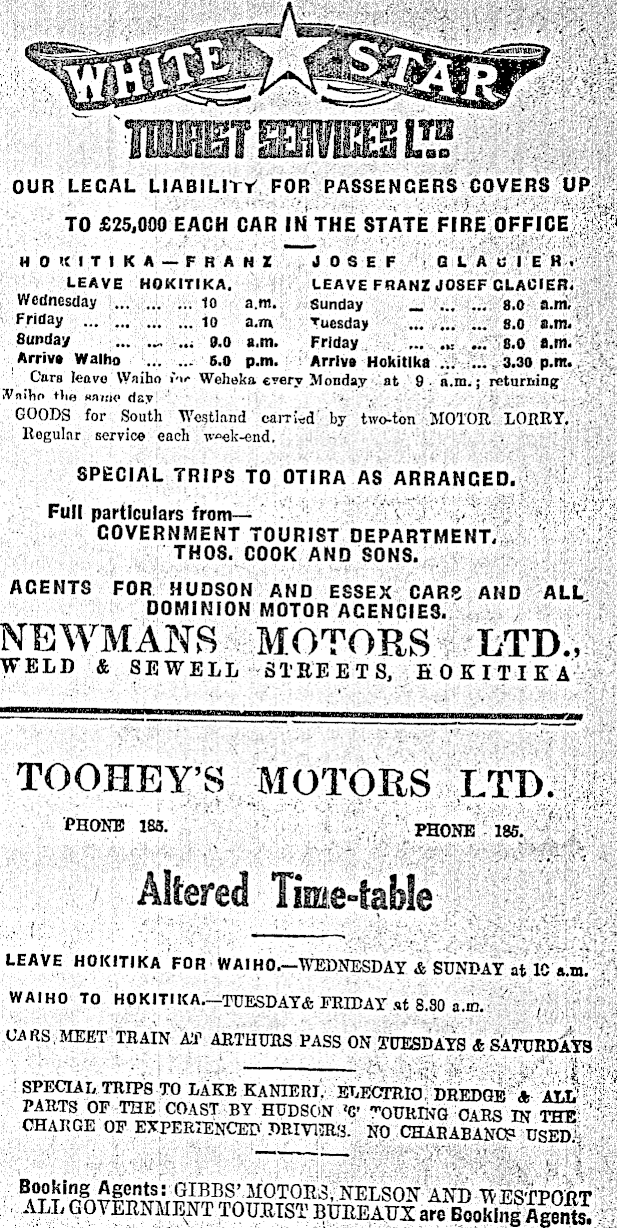 WHITE STAR
TOURIST SERVICES LTD
OUR LEGAL LIABILITY FOR PASSENGERS COVERS UP
TO £25,000 EACH CAR IN THE STATE FIRE OFFICE
HOKITIKA—FRANZ JOSEF GLACIER.
LEAVE HOKITIKA. LEAVE FRANZ JOSEF GLACIER.
Wednesday ... ... ... 10 a.m. Sunday ... ... ... 8.0 a.m.
Friday ... ... ... ... 10 a.m. Tuesday ... ... ... 8.0 a.m.
Sunday ... ... ... 9.0 a.m. Friday ... ... ... 8.0 a.m.
Arrive Waiho ... ... 5.0 p.m. Arrive Hokitika ... ... 3.30 p.m.
Cars leave Waiho for Weheka every Monday at 9 a.m.; returning
Waiho the same day
GOODS for South Westland carried by two-ton MOTOR LORRY.
Regular service each week-end.
SPECIAL TRIPS TO OTIRA AS ARRANGED.
Full particulars from—
GOVERNMENT TOURIST DEPARTMENT.
THOS. COOK AND SONS.
AGENTS FOR HUDSON AND ESSEX CARS AND ALL
DOMINION MOTOR AGENCIES.
NEWMANS MOTORS LTD.,
WELD & SEWELL STREETS, HOKITIKA
TOOHEY'S MOTORS LTD.
PHONE 185. PHONE 185.
Altered Time-table
LEAVE HOKITIKA FOR WAIHO.—WEDNESDAY & SUNDAY at 10 a.m.
WAIHO TO HOKITIKA.—TUESDAY & FRIDAY at 8.30 a.m.
CARS MEET TRAIN AT ARTHURS PASS ON TUESDAYS & SATURDAYS
SPECIAL TRIPS TO LAKE KANIERI, ELECTRIC DREDGE & ALL
PARTS OF THE COAST BY HUDSON '6' TOURING CARS IN THE
CHARGE OF EXPERIENCED DRIVERS. NO CHARABANCS USED.
Booking Agents: GIBBS' MOTORS, NELSON AND WESTPORT
ALL GOVERNMENT TOURIST BUREAUX are Booking Agents.